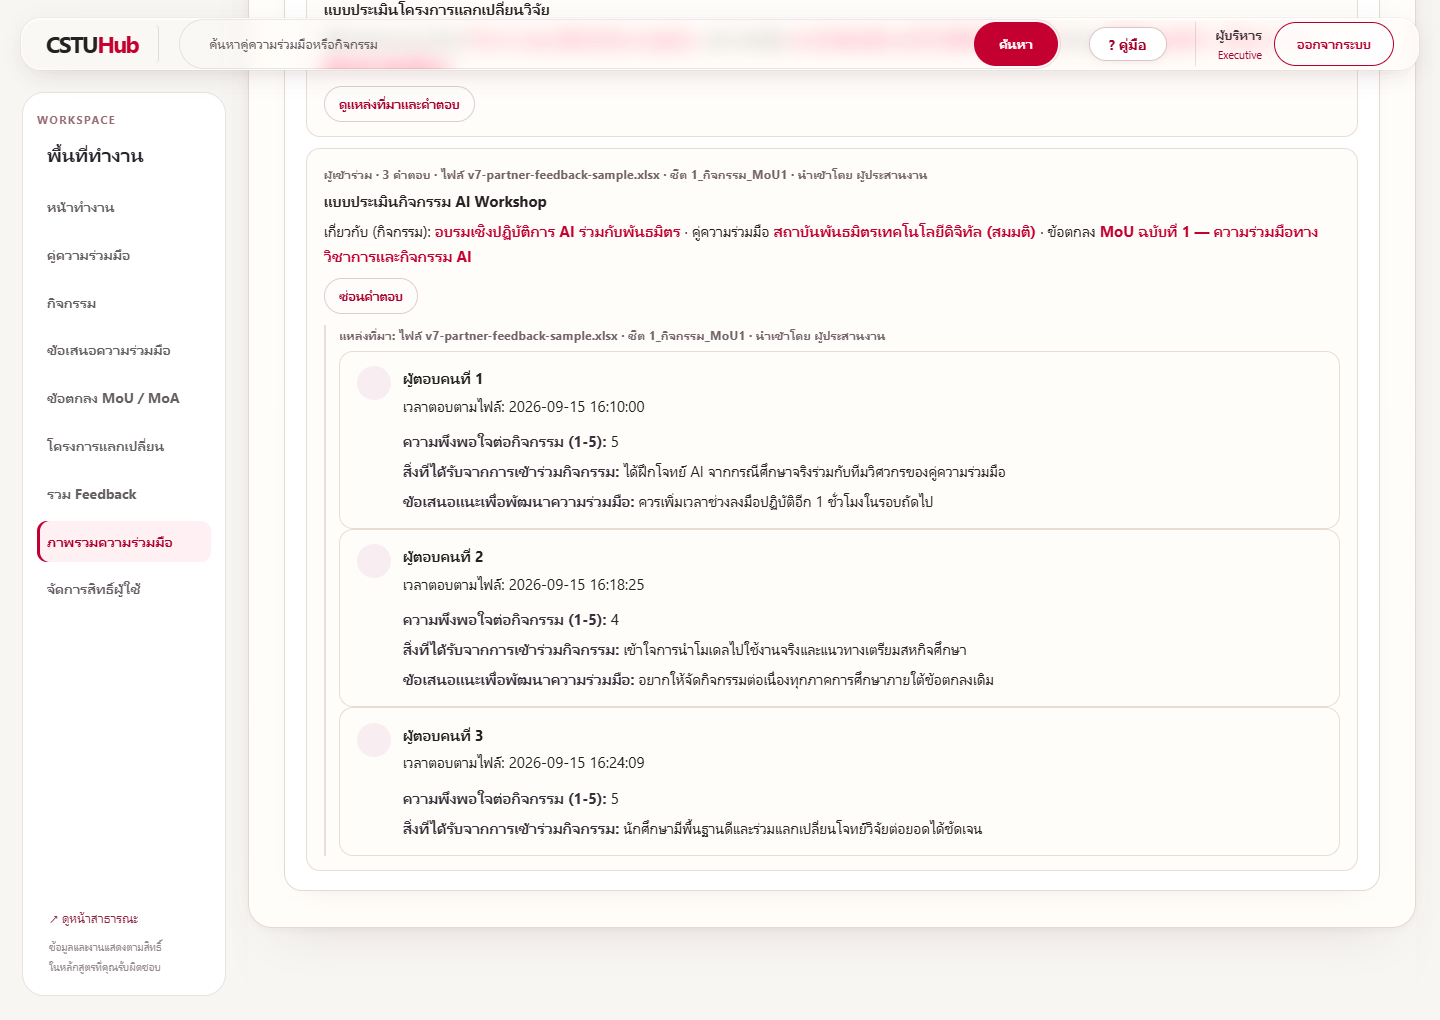 แบบประเมินโครงการแลกเปลี่ยนวิจัย
CSTUHub
ค้นหาคู่ความร่วมมือหรือกิจกรรม
ค้นหา
? คู่มือ
ผู้บริหาร
Executive
ออกจากระบบ
WORKSPACE
พื้นที่ทำงาน
หน้าทำงาน
คู่ความร่วมมือ
กิจกรรม
ข้อเสนอความร่วมมือ
ข้อตกลง MoU / MoA
โครงการแลกเปลี่ยน
รวม Feedback
ภาพรวมความร่วมมือ
จัดการสิทธิ์ผู้ใช้
↗ ดูหน้าสาธารณะ
ข้อมูลและงานแสดงตามสิทธิ์
ในหลักสูตรที่คุณรับผิดชอบ
ดูแหล่งที่มาและคำตอบ
ผู้เข้าร่วม · 3 คำตอบ · ไฟล์ v7-partner-feedback-sample.xlsx · ชีต 1_กิจกรรม_MoU1 · นำเข้าโดย ผู้ประสานงาน
แบบประเมินกิจกรรม AI Workshop
เกี่ยวกับ (กิจกรรม): อบรมเชิงปฏิบัติการ AI ร่วมกับพันธมิตร · คู่ความร่วมมือ สถาบันพันธมิตรเทคโนโลยีดิจิทัล (สมมติ) · ข้อตกลง MoU ฉบับที่ 1 — ความร่วมมือทาง
วิชาการและกิจกรรม AI
ซ่อนคำตอบ
แหล่งที่มา: ไฟล์ v7-partner-feedback-sample.xlsx · ชีต 1_กิจกรรม_MoU1 · นำเข้าโดย ผู้ประสานงาน
ผู้ตอบคนที่ 1
เวลาตอบตามไฟล์: 2026-09-15 16:10:00
ความพึงพอใจต่อกิจกรรม (1-5): 5
สิ่งที่ได้รับจากการเข้าร่วมกิจกรรม: ได้ฝึกโจทย์ AI จากกรณีศึกษาจริงร่วมกับทีมวิศวกรของคู่ความร่วมมือ
ข้อเสนอแนะเพื่อพัฒนาความร่วมมือ: ควรเพิ่มเวลาช่วงลงมือปฏิบัติอีก 1 ชั่วโมงในรอบถัดไป
ผู้ตอบคนที่ 2
เวลาตอบตามไฟล์: 2026-09-15 16:18:25
ความพึงพอใจต่อกิจกรรม (1-5): 4
สิ่งที่ได้รับจากการเข้าร่วมกิจกรรม: เข้าใจการนำโมเดลไปใช้งานจริงและแนวทางเตรียมสหกิจศึกษา
ข้อเสนอแนะเพื่อพัฒนาความร่วมมือ: อยากให้จัดกิจกรรมต่อเนื่องทุกภาคการศึกษาภายใต้ข้อตกลงเดิม
ผู้ตอบคนที่ 3
เวลาตอบตามไฟล์: 2026-09-15 16:24:09
ความพึงพอใจต่อกิจกรรม (1-5): 5
สิ่งที่ได้รับจากการเข้าร่วมกิจกรรม: นักศึกษามีพื้นฐานดีและร่วมแลกเปลี่ยนโจทย์วิจัยต่อยอดได้ชัดเจน